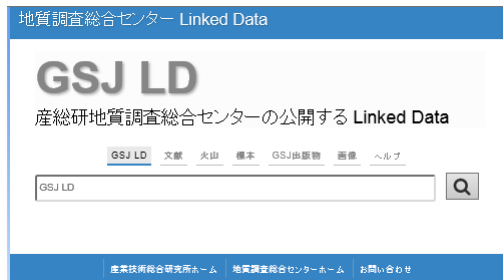 地質調査総合センター Linked Data
GSJ LD
産総研地質調査総合センターの公開する Linked Data
GSJ LD 文献 火山 標本 GSJ出版物 画像 ヘルプ
GSJ LD
産業技術総合研究所ホーム 地質調査総合センターホーム お問い合わせ